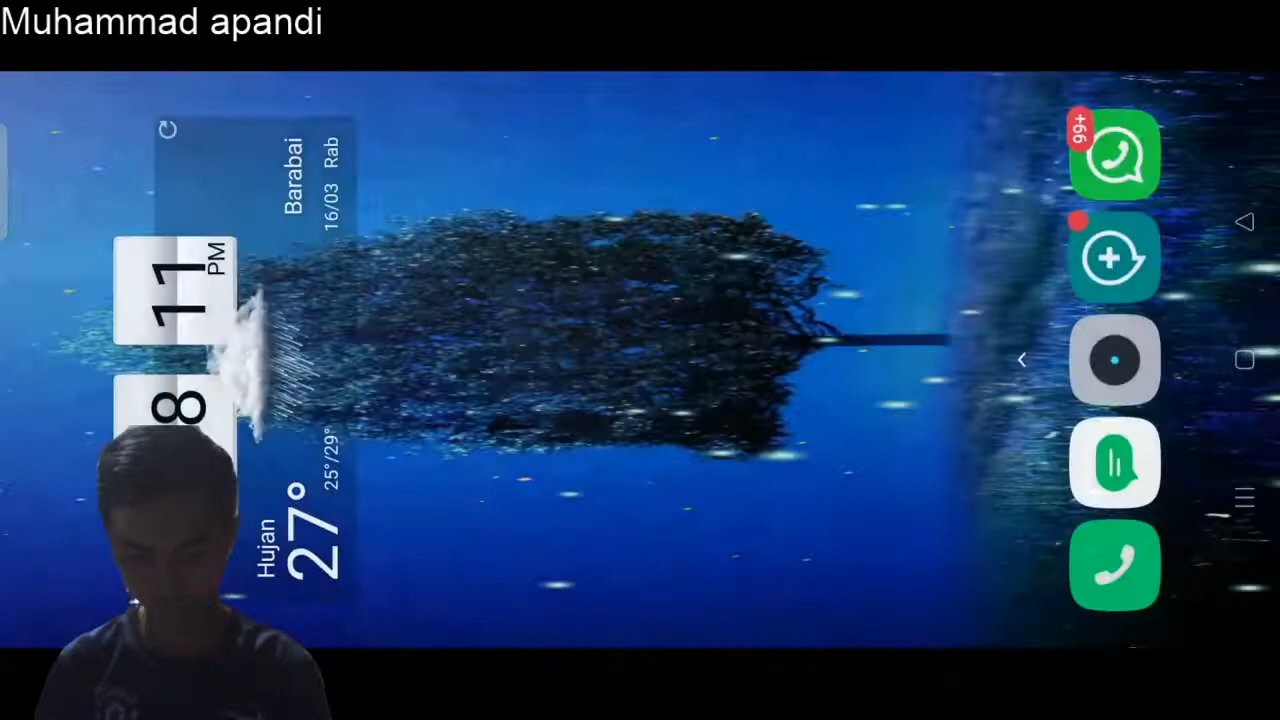 Muhammad apandi
8
11
PM
Barabai
16/03 Rab
Hujan
27°
25°/29°
99+